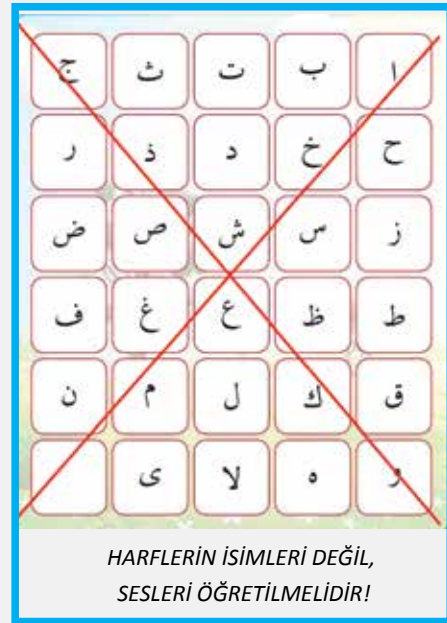 ا ب ت ث ج
ح خ د ذ ر
ز س ش ص ض
ط ظ ع غ ف
ق ك ل م ن
و ه لا ى
HARFLERİN İSİMLERİ DEĞİL,
SESLERİ ÖĞRETİLMELİDİR!